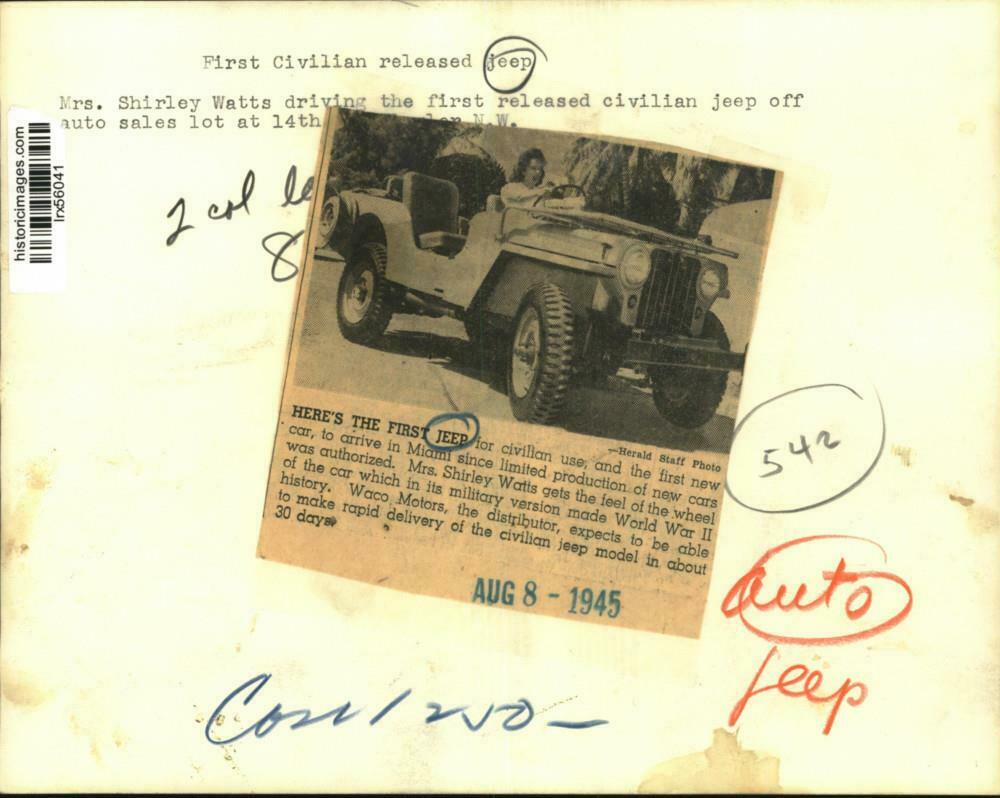 First Civilian released jeep
Mrs. Shirley Watts driving the first released civilian jeep off
auto sales lot at 14th N.W.
historicimages.com
lrx56041
2 col
8
—Herald Staff Photo
HERE'S THE FIRST JEEP for civilian use, and the first new
car, to arrive in Miami since limited production of new cars
was authorized. Mrs. Shirley Watts gets the feel of the wheel
of the car which in its military version made World War II
history. Waco Motors, the distributor, expects to be able
to make rapid delivery of the civilian jeep model in about
30 days.
AUG 8 - 1945
542
auto
jeep